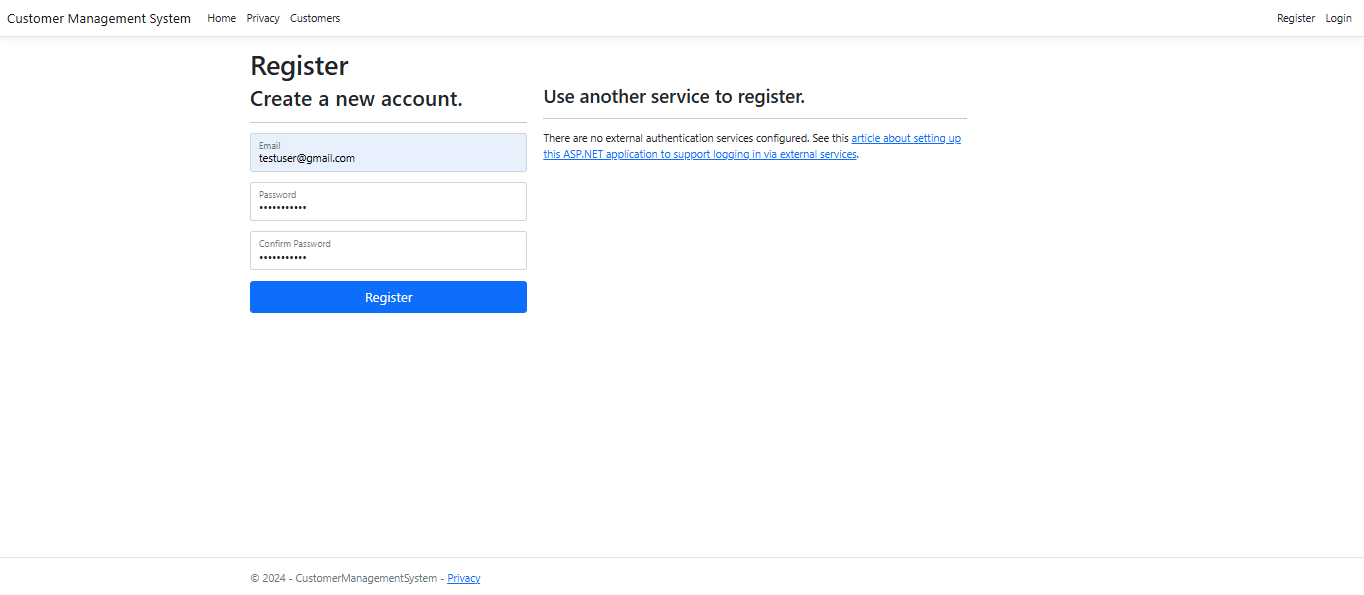 Customer Management System Home Privacy Customers Register Login
Register
Create a new account.
Email
testuser@gmail.com
Password
•••••••••••
Confirm Password
•••••••••••
Register
Use another service to register.
There are no external authentication services configured. See this article about setting up
this ASP.NET application to support logging in via external services.
© 2024 - CustomerManagementSystem - Privacy